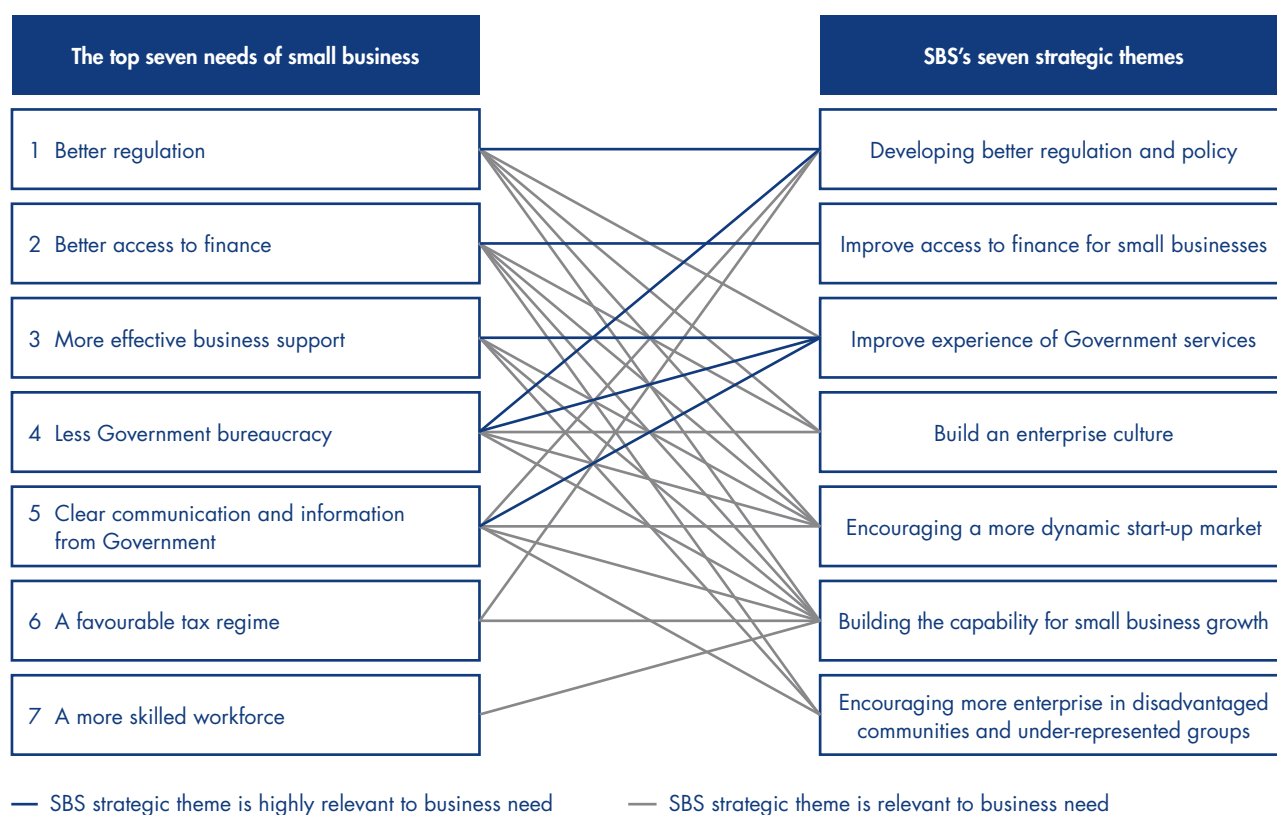 The top seven needs of small business
SBS's seven strategic themes
1 Better regulation
Developing better regulation and policy
2 Better access to finance
Improve access to finance for small businesses
3 More effective business support
Improve experience of Government services
4 Less Government bureaucracy
Build an enterprise culture
5 Clear communication and information
from Government
Encouraging a more dynamic start-up market
6 A favourable tax regime
Building the capability for small business growth
7 A more skilled workforce
Encouraging more enterprise in disadvantaged
communities and under-represented groups
SBS strategic theme is highly relevant to business need
SBS strategic theme is relevant to business need